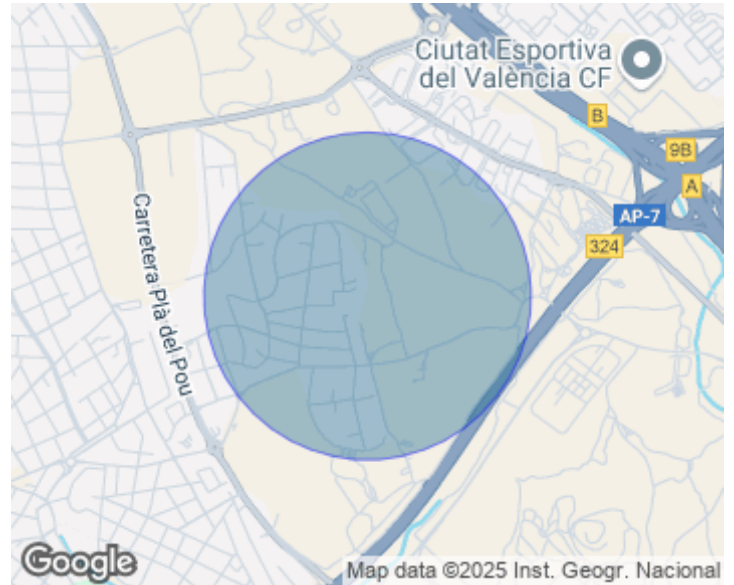 Ciutat Esportiva
del València CF
B
9B
A
AP-7
324
Carretera Plà del Pou
Google
Map data ©2025 Inst. Geogr. Nacional